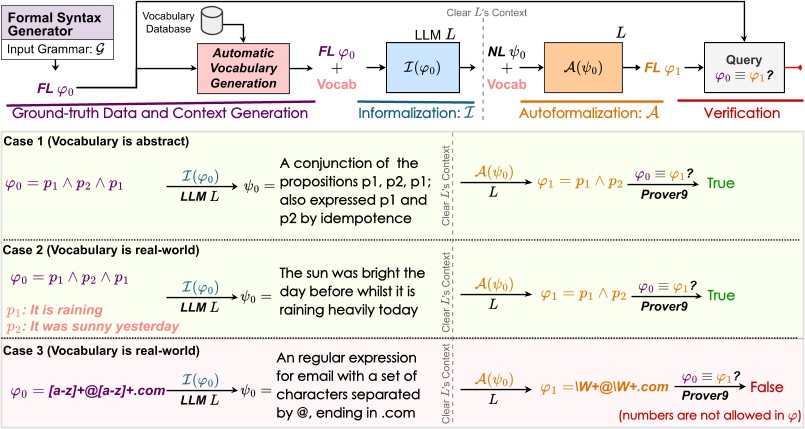 Formal Syntax
Generator
Input Grammar: 𝒢
Vocabulary
Database
FL φ₀
Automatic
Vocabulary
Generation
FL φ₀
+
Vocab
LLM L
ℐ(φ₀)
Clear L's Context
NL ψ₀
+
Vocab
L
𝒜(ψ₀)
FL φ₁
Query
φ₀ ≡ φ₁?
Ground-truth Data and Context Generation
Informalization: ℐ
Autoformalization: 𝒜
Verification
Case 1 (Vocabulary is abstract)
φ₀ = p₁ ∧ p₂ ∧ p₁
ℐ(φ₀)
LLM L
ψ₀ =
A conjunction of the
propositions p1, p2, p1;
also expressed p1 and
p2 by idempotence
Clear L's Context
𝒜(ψ₀)
L
φ₁ = p₁ ∧ p₂
φ₀ ≡ φ₁?
Prover9
True
Case 2 (Vocabulary is real-world)
φ₀ = p₁ ∧ p₂ ∧ p₁
p₁: It is raining
p₂: It was sunny yesterday
ℐ(φ₀)
LLM L
ψ₀ =
The sun was bright the
day before whilst it is
raining heavily today
Clear L's Context
𝒜(ψ₀)
L
φ₁ = p₁ ∧ p₂
φ₀ ≡ φ₁?
Prover9
True
Case 3 (Vocabulary is real-world)
φ₀ = [a-z]+@[a-z]+.com
ℐ(φ₀)
LLM L
ψ₀ =
An regular expression
for email with a set of
characters separated
by @, ending in .com
Clear L's Context
𝒜(ψ₀)
L
φ₁ =\W+@\W+.com
φ₀ ≡ φ₁?
Prover9
False
(numbers are not allowed in φ)